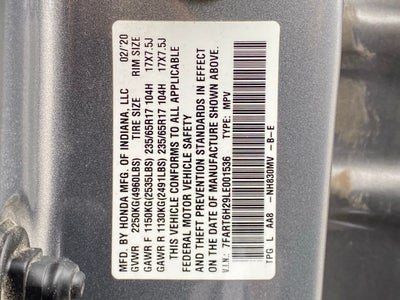 MFD. BY HONDA MFG. OF INDIANA, LLC 02/'20
GVWR 2250KG(4960LBS) TIRE SIZE RIM SIZE
GAWR F 1150KG(2535LBS) 235/65R17 104H 17X7.5J
GAWR R 1130KG(2491LBS) 235/65R17 104H 17X7.5J
THIS VEHICLE CONFORMS TO ALL APPLICABLE
FEDERAL MOTOR VEHICLE SAFETY
AND THEFT PREVENTION STANDARDS IN EFFECT
ON THE DATE OF MANUFACTURE SHOWN ABOVE.
V.I.N.: 7FART6H29LE001536 TYPE: MPV
TPG L AA8 -NH830MV -B-E